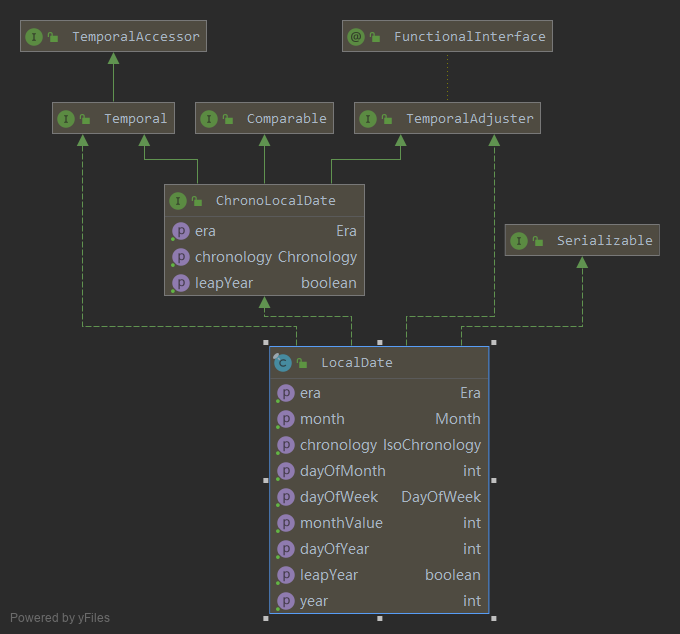 I TemporalAccessor
@ FunctionalInterface
I Temporal
I Comparable
I TemporalAdjuster
I ChronoLocalDate
p era Era
p chronology Chronology
p leapYear boolean
I Serializable
C LocalDate
p era Era
p month Month
p chronology IsoChronology
p dayOfMonth int
p dayOfWeek DayOfWeek
p monthValue int
p dayOfYear int
p leapYear boolean
p year int
Powered by yFiles